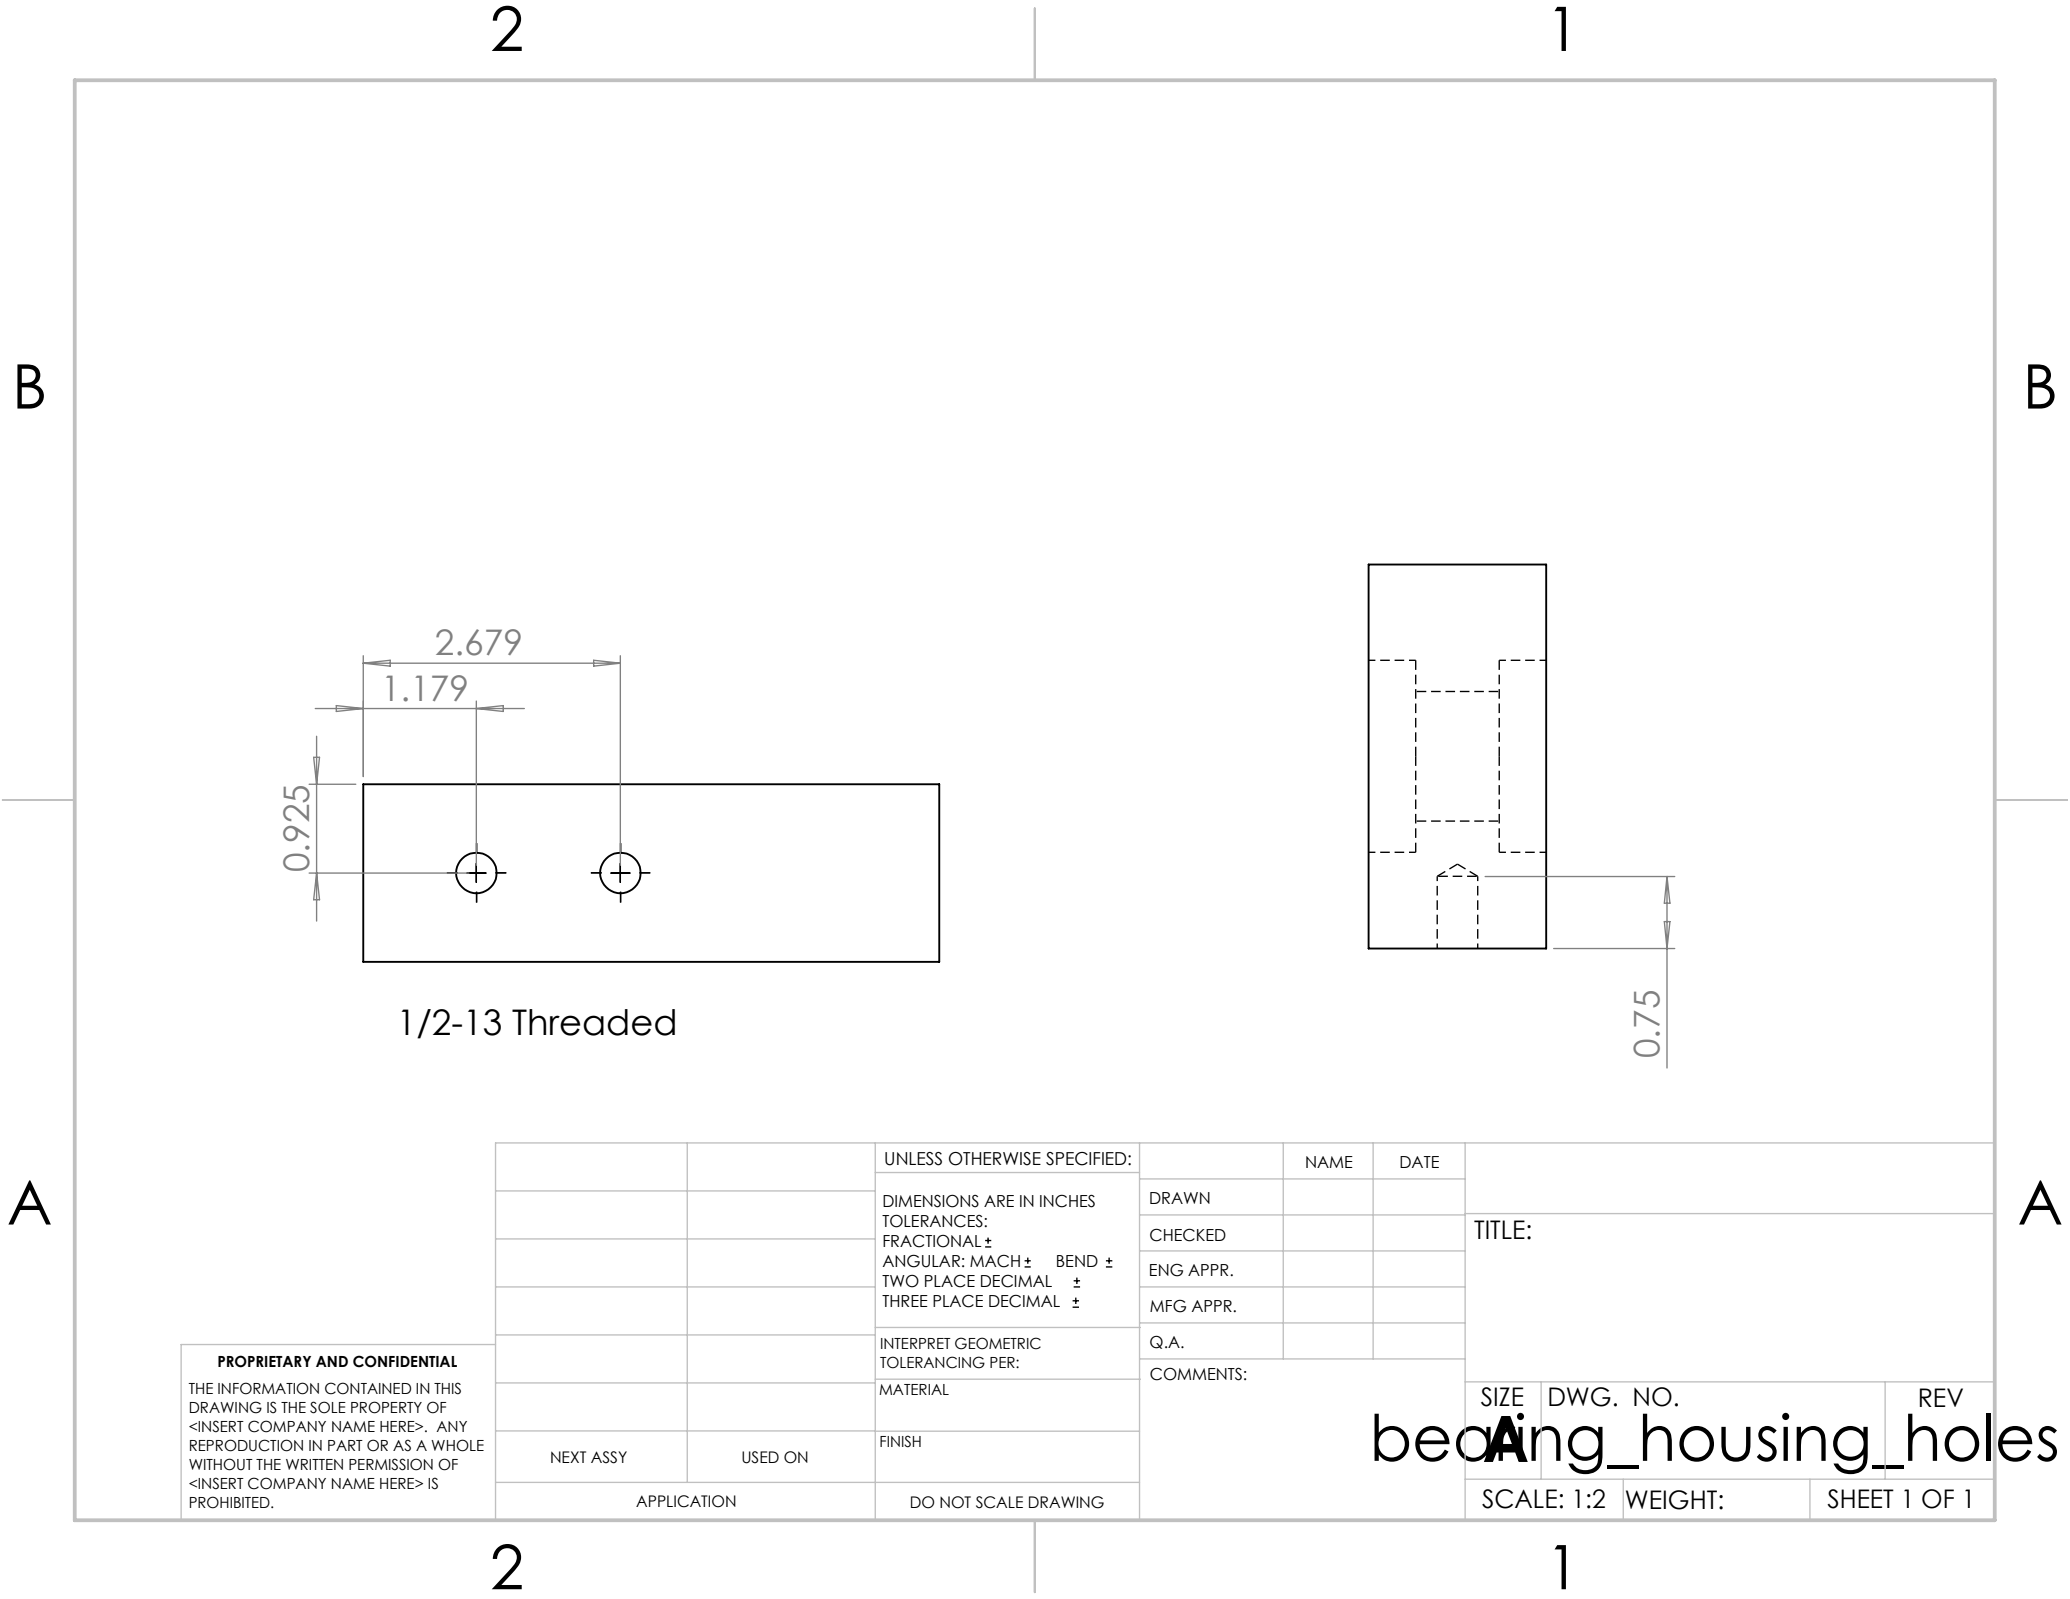 2 1
B B
2.679
1.179
0.925
1/2-13 Threaded
0.75
A A
UNLESS OTHERWISE SPECIFIED:
DIMENSIONS ARE IN INCHES
TOLERANCES:
FRACTIONAL ±
ANGULAR: MACH ± BEND ±
TWO PLACE DECIMAL ±
THREE PLACE DECIMAL ±
INTERPRET GEOMETRIC
TOLERANCING PER:
MATERIAL
FINISH
DO NOT SCALE DRAWING
NAME DATE
DRAWN
CHECKED
ENG APPR.
MFG APPR.
Q.A.
COMMENTS:
TITLE:
SIZE DWG. NO. REV
A
bearing_housing_holes
SCALE: 1:2 WEIGHT: SHEET 1 OF 1
PROPRIETARY AND CONFIDENTIAL
THE INFORMATION CONTAINED IN THIS
DRAWING IS THE SOLE PROPERTY OF
<INSERT COMPANY NAME HERE>. ANY
REPRODUCTION IN PART OR AS A WHOLE
WITHOUT THE WRITTEN PERMISSION OF
<INSERT COMPANY NAME HERE> IS
PROHIBITED.
NEXT ASSY USED ON
APPLICATION
2 1